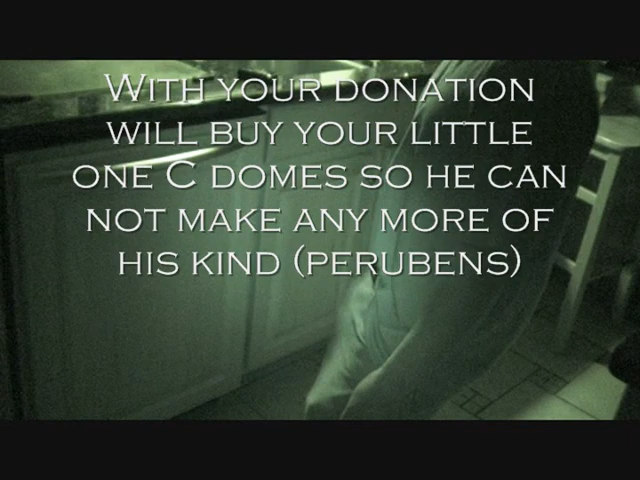 With your donation
will buy your little
one C domes so he can
not make any more of
his kind (perubens)